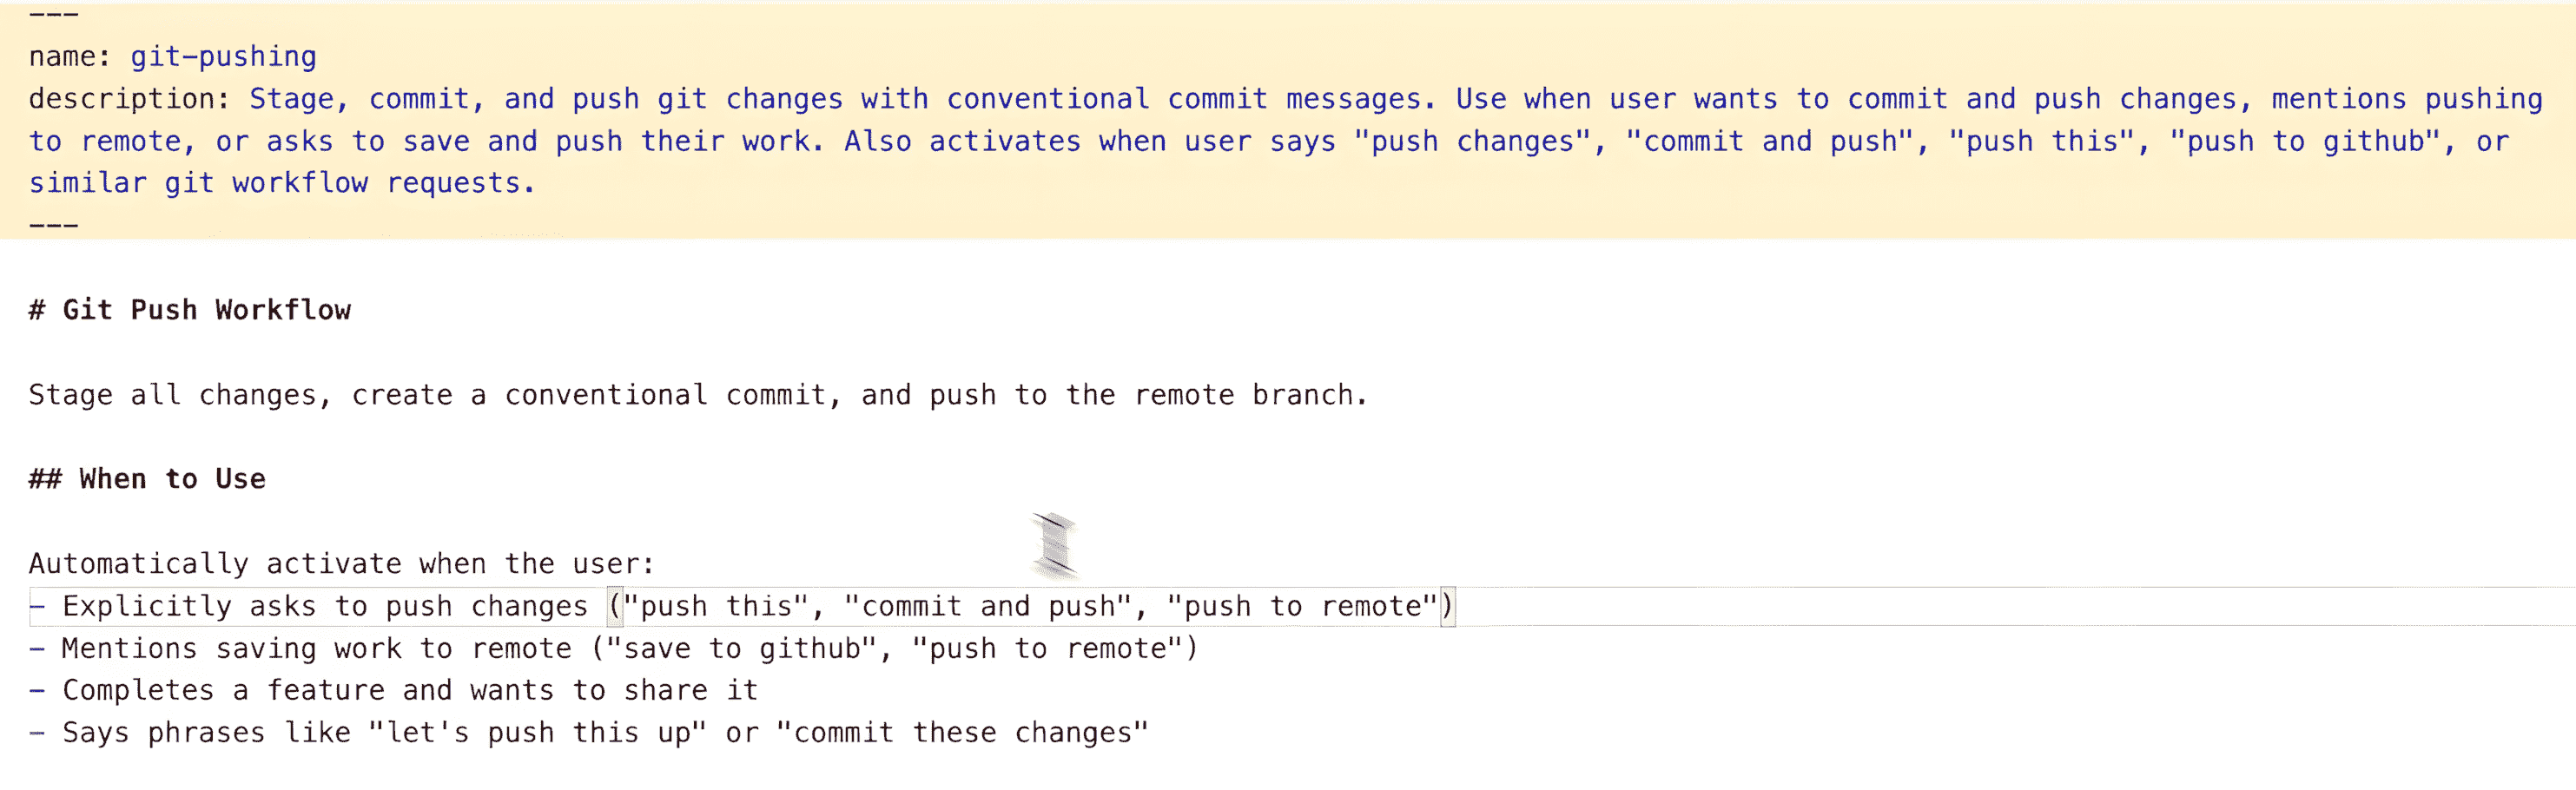 ---
name: git-pushing
description: Stage, commit, and push git changes with conventional commit messages. Use when user wants to commit and push changes, mentions pushing
to remote, or asks to save and push their work. Also activates when user says "push changes", "commit and push", "push this", "push to github", or
similar git workflow requests.
---
# Git Push Workflow
Stage all changes, create a conventional commit, and push to the remote branch.
## When to Use
Automatically activate when the user:
- Explicitly asks to push changes ("push this", "commit and push", "push to remote")
- Mentions saving work to remote ("save to github", "push to remote")
- Completes a feature and wants to share it
- Says phrases like "let's push this up" or "commit these changes"